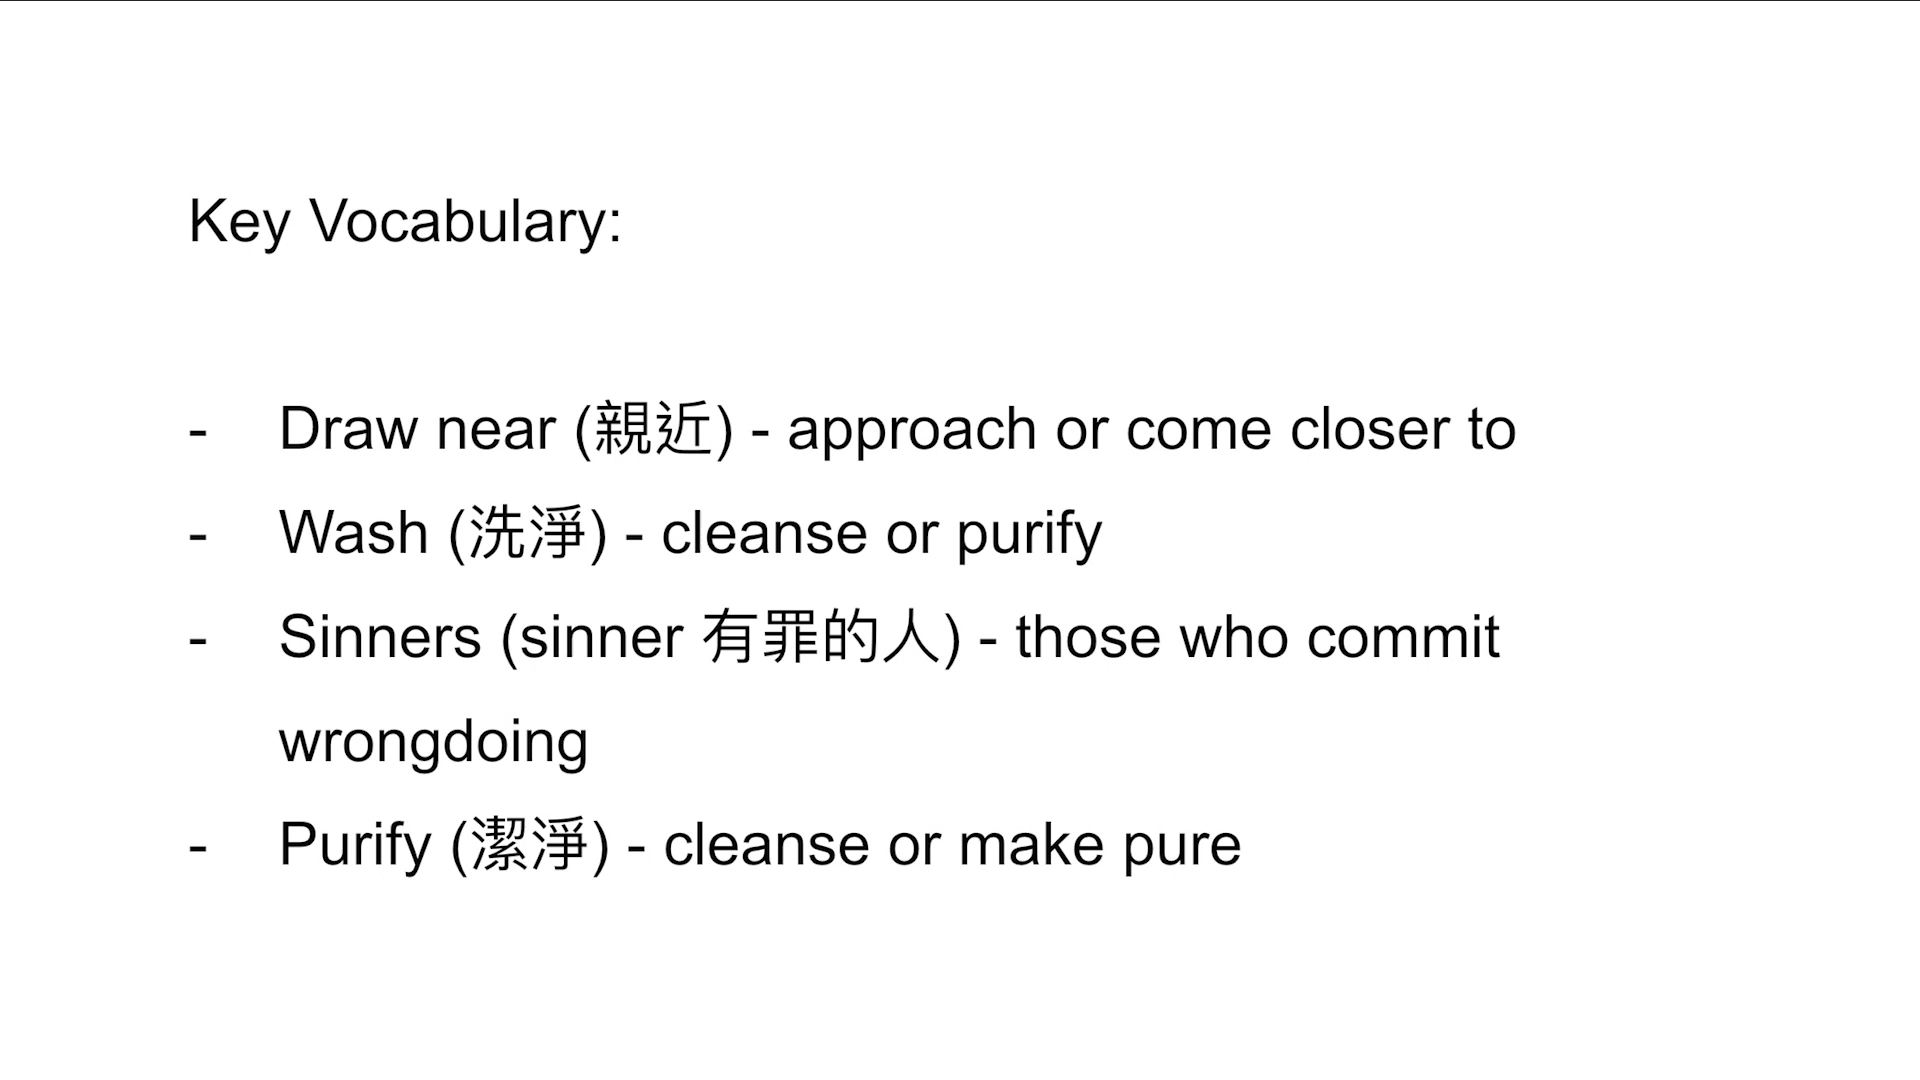 Key Vocabulary:
- Draw near (親近) - approach or come closer to
- Wash (洗淨) - cleanse or purify
- Sinners (sinner 有罪的人) - those who commit
wrongdoing
- Purify (潔淨) - cleanse or make pure